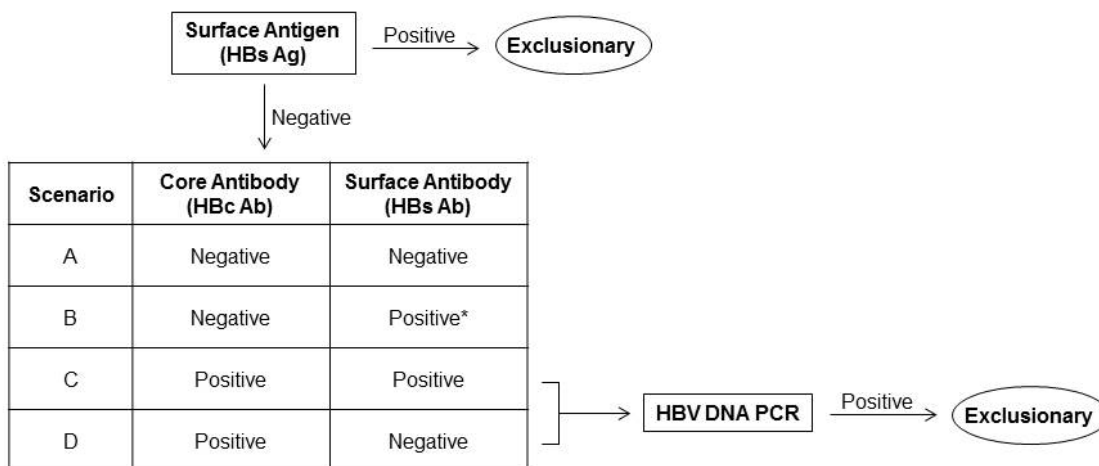 Surface Antigen
(HBs Ag)
Positive
Exclusionary
Negative
Scenario
Core Antibody
(HBc Ab)
Surface Antibody
(HBs Ab)
A
Negative
Negative
B
Negative
Positive*
C
Positive
Positive
D
Positive
Negative
HBV DNA PCR
Positive
Exclusionary